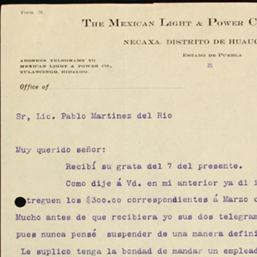 Form 76
THE MEXICAN LIGHT & POWER C
NECAXA, DISTRITO DE HUAUC
ESTADO DE PUEBLA
ADDRESS TELEGRAMS TO
MEXICAN LIGHT & POWER CO.,
TULANCINGO, HIDALGO.
Office of
Sr, Lic. Pablo Martinez del Rio
Muy querido señor:
Recibí su grata del 7 del presente.
Como dije á Vd. en mi anterior ya di i
treguen los $300.00 correspondientes á Marzo
Mucho antes de que recibiera yo sus dos telegram
pues nunca pensé suspender de una manera defini
Le suplico tenga la bondad de mandar un emplead